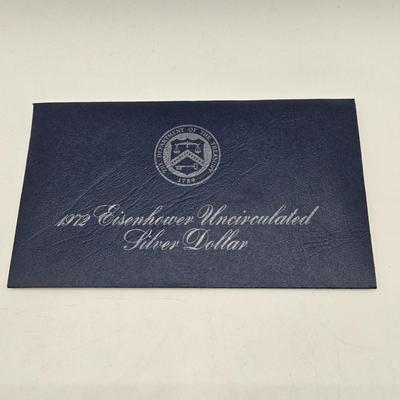 THE DEPARTMENT OF THE TREASURY
1789
1972 Eisenhower Uncirculated
Silver Dollar